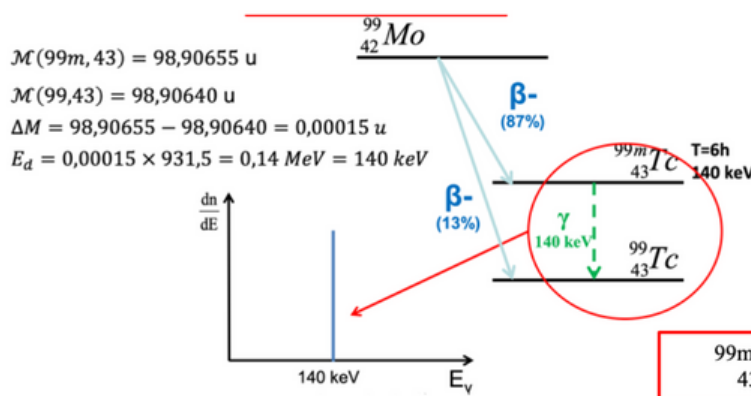 ℳ(99m, 43) = 98,90655 u
ℳ(99,43) = 98,90640 u
ΔM = 98,90655 − 98,90640 = 0,00015 u
E_d = 0,00015 × 931,5 = 0,14 MeV = 140 keV
⁹⁹₄₂Mo
β-
(87%)
⁹⁹ᵐ₄₃Tc
T=6h
140 keV
β-
(13%)
γ
140 keV
⁹⁹₄₃Tc
dn
dE
140 keV
E_γ
99m